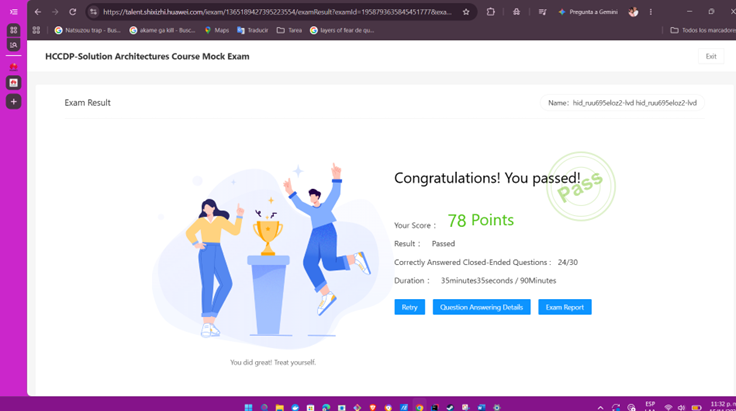 https://talent.shixizhi.huawei.com/iexam/1365189427395223554/examResult?examId=1958793635845451777&exa...
Pregunta a Gemini
Natsuzou trap - Bus...
akame ga kill - Busc...
Maps
Traducir
Tarea
layers of fear de qu...
Todos los marcadore
HCCDP-Solution Architectures Course Mock Exam
Exit
Exam Result
Name: hid_ruu695eloz2-lvd hid_ruu695eloz2-lvd
Congratulations! You passed!
Pass
Your Score : 78 Points
Result : Passed
Correctly Answered Closed-Ended Questions : 24/30
Duration : 35minutes35seconds / 90Minutes
Retry
Question Answering Details
Exam Report
You did great! Treat yourself.
ESP
11:32 p.